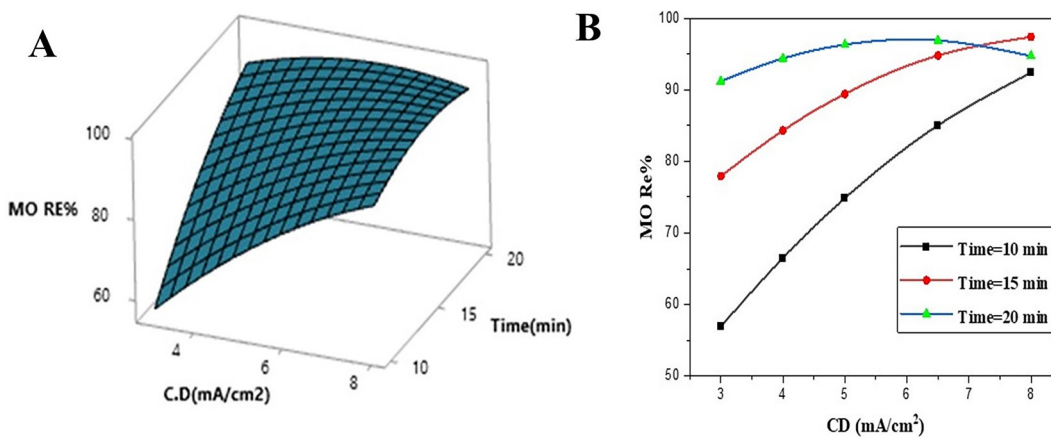 A
100
MO RE%
80
60
4
6
8
C.D(mA/cm2)
10
15
20
Time(min)
B
100
90
80
70
60
50
MO Re%
3
4
5
6
7
8
CD (mA/cm²)
Time=10 min
Time=15 min
Time=20 min